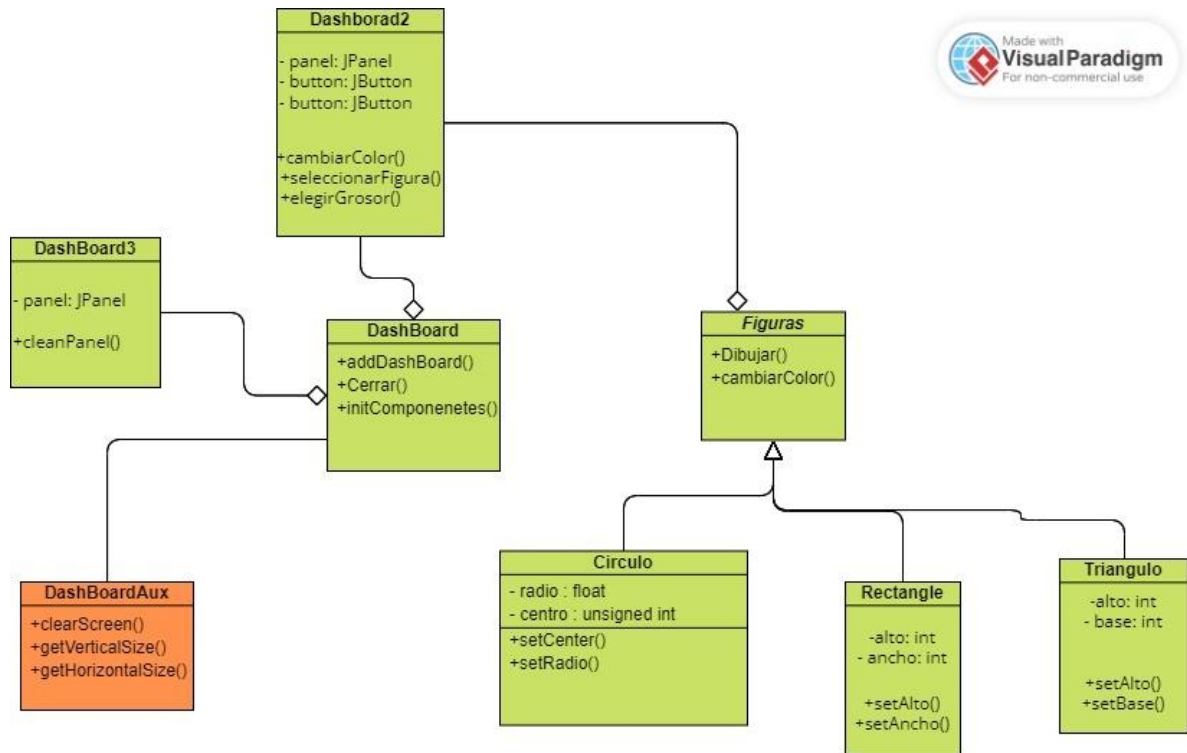 Dashborad2
- panel: JPanel
- button: JButton
- button: JButton
+cambiarColor()
+seleccionarFigura()
+elegirGrosor()
Made with
Visual Paradigm
For non-commercial use
DashBoard3
- panel: JPanel
+cleanPanel()
DashBoard
+addDashBoard()
+Cerrar()
+initComponenetes()
Figuras
+Dibujar()
+cambiarColor()
DashBoardAux
+clearScreen()
+getVerticalSize()
+getHorizontalSize()
Circulo
- radio : float
- centro : unsigned int
+setCenter()
+setRadio()
Rectangle
-alto: int
- ancho: int
+setAlto()
+setAncho()
Triangulo
-alto: int
- base: int
+setAlto()
+setBase()